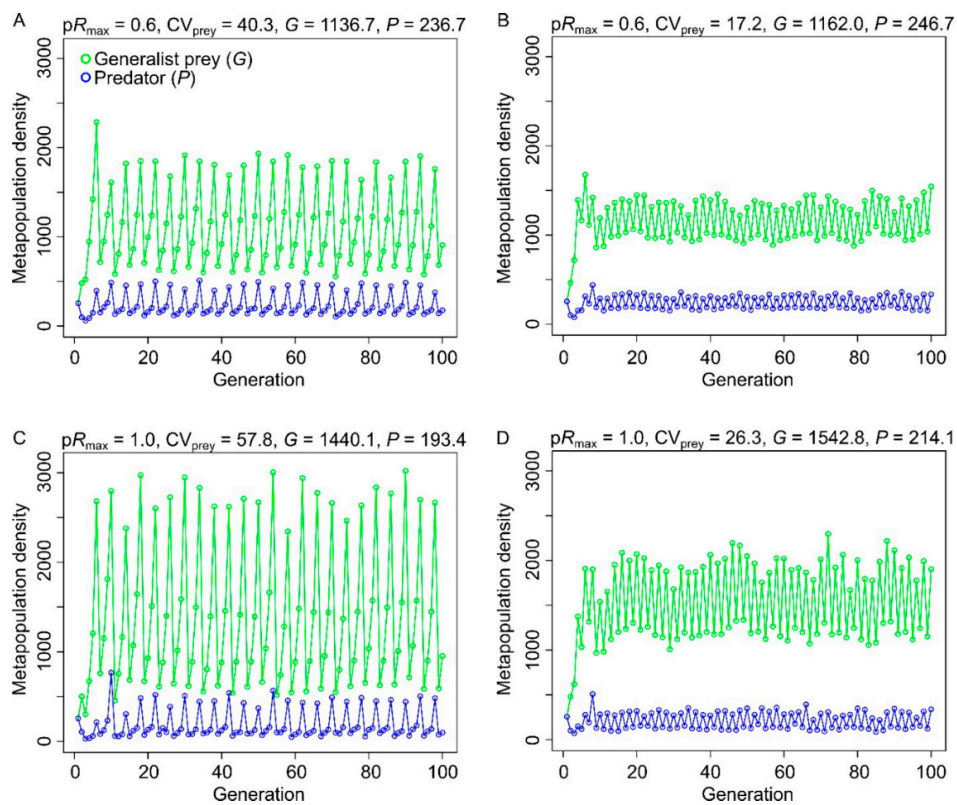 A
pRmax = 0.6, CVprey = 40.3, G = 1136.7, P = 236.7
Metapopulation density
3000
2000
1000
500
0
Generalist prey (G)
Predator (P)
0 20 40 60 80 100
Generation
B
pRmax = 0.6, CVprey = 17.2, G = 1162.0, P = 246.7
Metapopulation density
3000
2000
1000
500
0
0 20 40 60 80 100
Generation
C
pRmax = 1.0, CVprey = 57.8, G = 1440.1, P = 193.4
Metapopulation density
3000
2000
1000
0
0 20 40 60 80 100
Generation
D
pRmax = 1.0, CVprey = 26.3, G = 1542.8, P = 214.1
Metapopulation density
3000
2000
1000
0
0 20 40 60 80 100
Generation